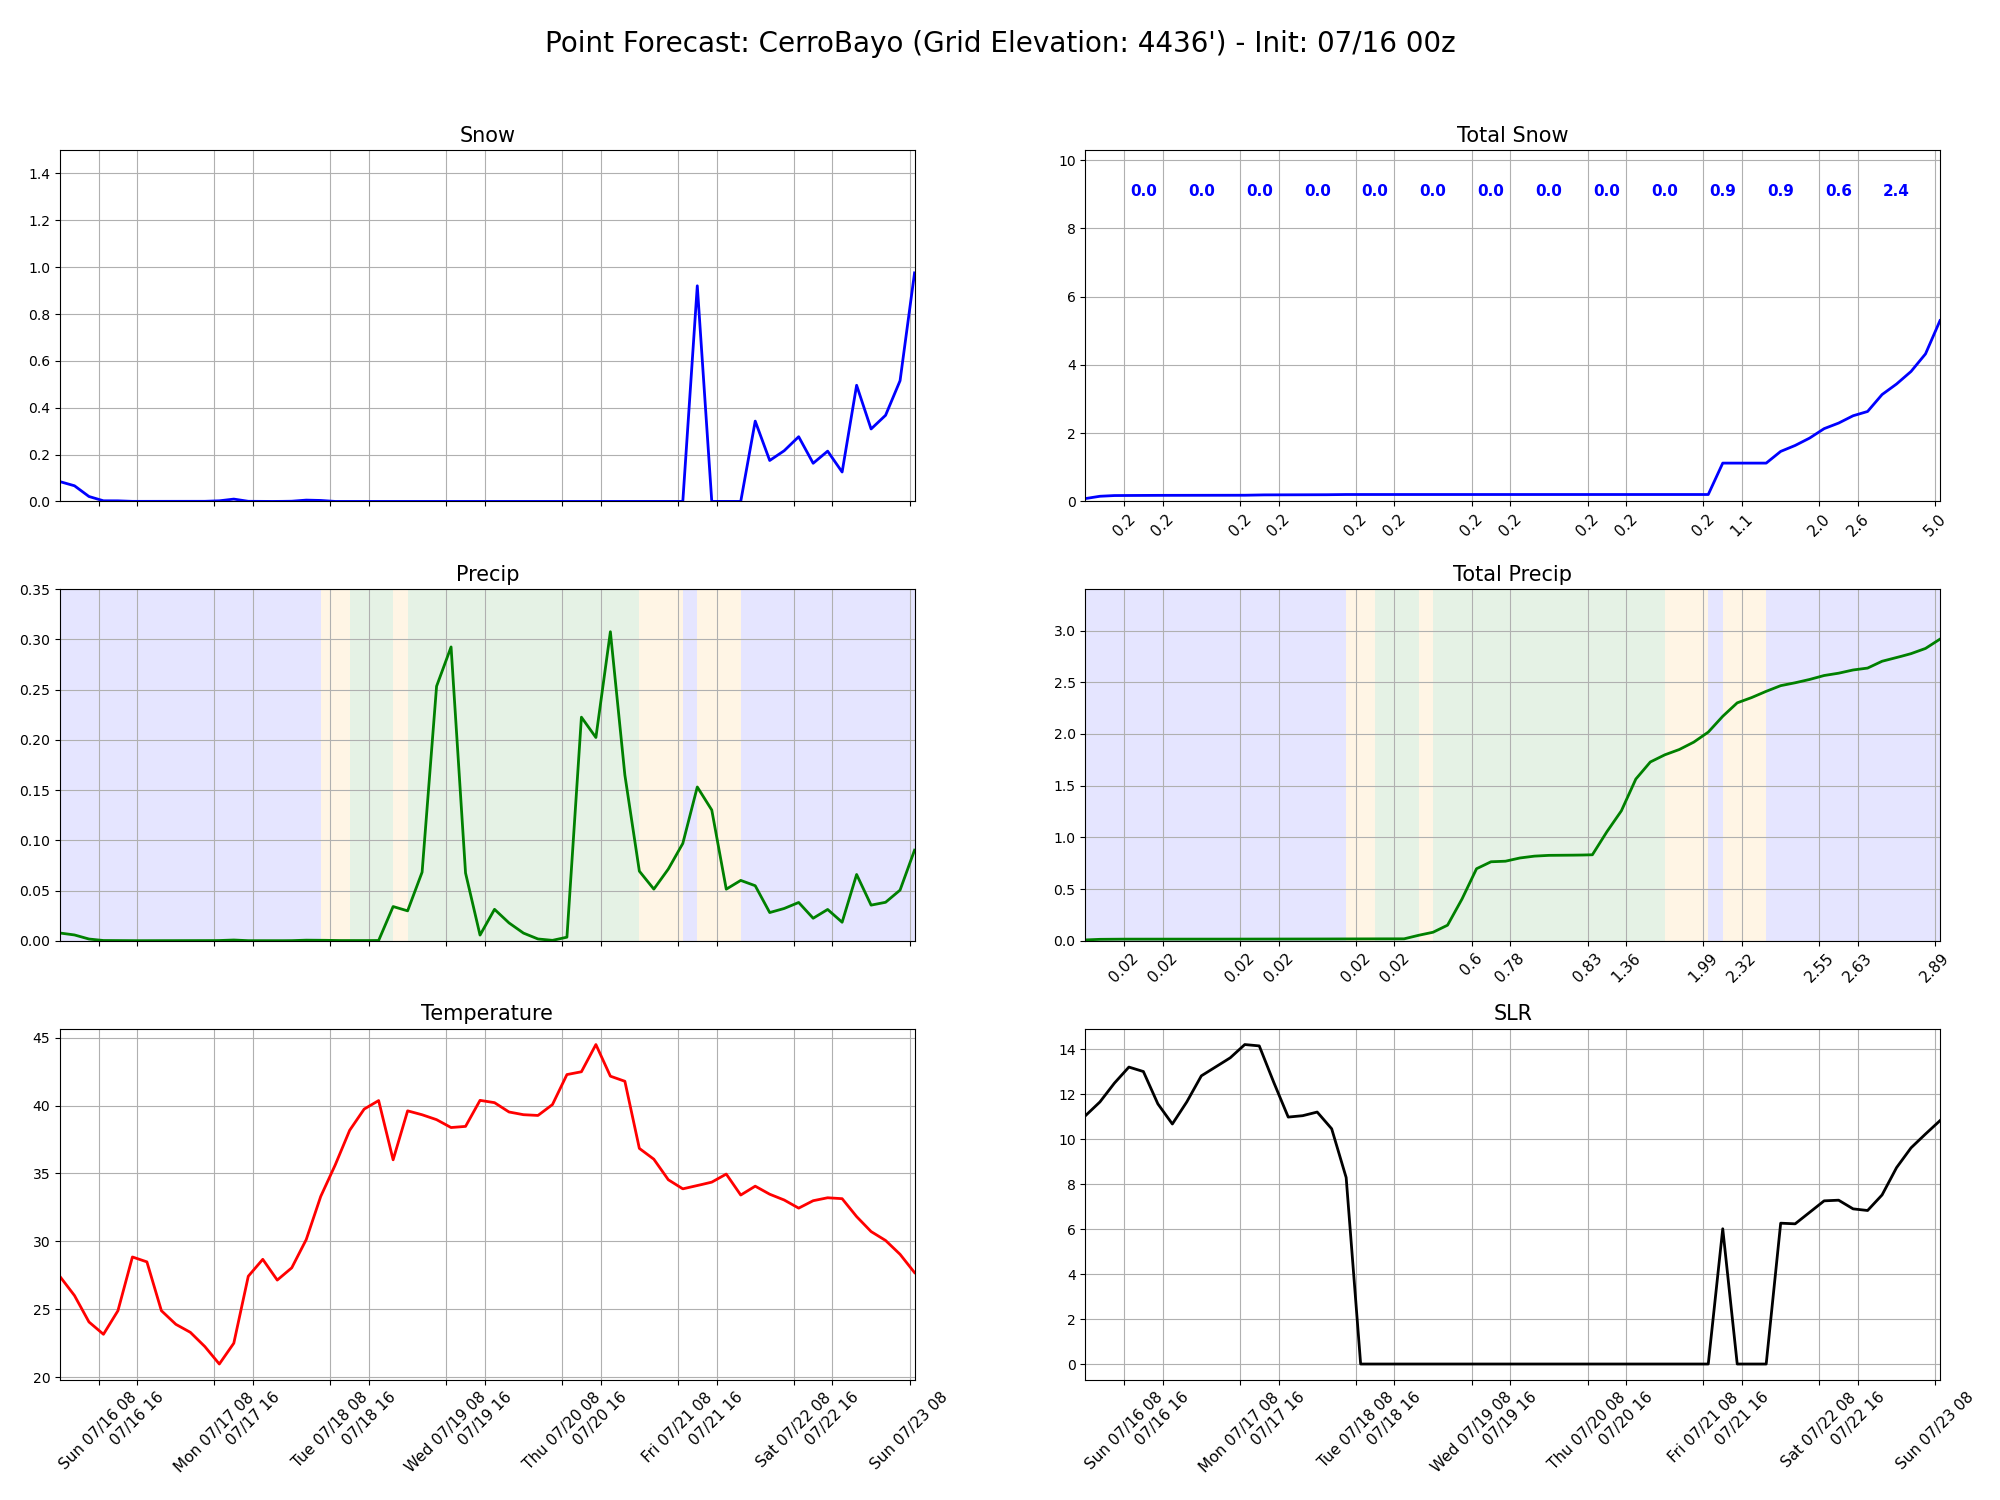 Point Forecast: CerroBayo (Grid Elevation: 4436') - Init: 07/16 00z
Snow
1.4
1.2
1.0
0.8
0.6
0.4
0.2
0.0
Total Snow
10
8
6
4
2
0
0.0 0.0 0.0 0.0 0.0 0.0 0.0 0.0 0.0 0.0 0.9 0.9 0.6 2.4
0.2 0.2 0.2 0.2 0.2 0.2 0.2 0.2 0.2 0.2 0.2 1.1 2.0 2.6 5.0
Precip
0.35
0.30
0.25
0.20
0.15
0.10
0.05
0.00
Total Precip
3.0
2.5
2.0
1.5
1.0
0.5
0.0
0.02 0.02 0.02 0.02 0.02 0.02 0.6 0.78 0.83 1.36 1.99 2.32 2.55 2.63 2.89
Temperature
45
40
35
30
25
20
Sun 07/16 08
07/16 16
Mon 07/17 08
07/17 16
Tue 07/18 08
07/18 16
Wed 07/19 08
07/19 16
Thu 07/20 08
07/20 16
Fri 07/21 08
07/21 16
Sat 07/22 08
07/22 16
Sun 07/23 08
SLR
14
12
10
8
6
4
2
0
Sun 07/16 08
07/16 16
Mon 07/17 08
07/17 16
Tue 07/18 08
07/18 16
Wed 07/19 08
07/19 16
Thu 07/20 08
07/20 16
Fri 07/21 08
07/21 16
Sat 07/22 08
07/22 16
Sun 07/23 08